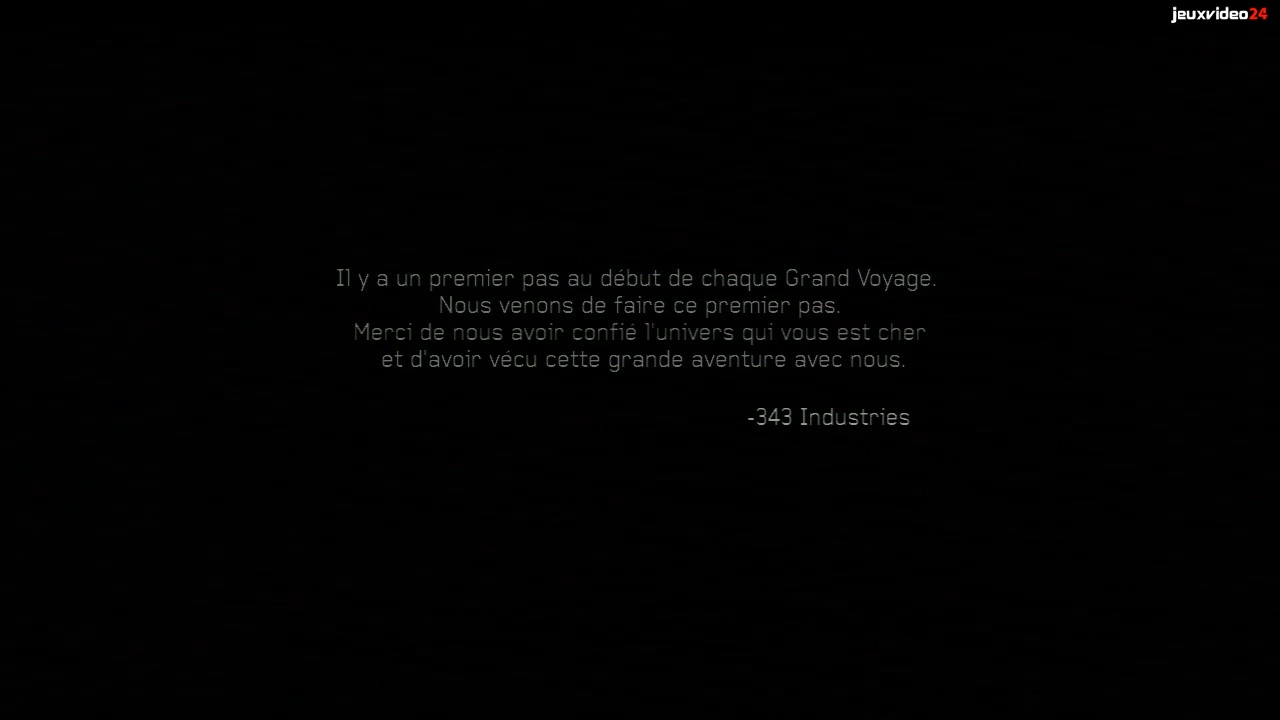 jeuxvideo24
Il y a un premier pas au début de chaque Grand Voyage.
Nous venons de faire ce premier pas.
Merci de nous avoir confié l'univers qui vous est cher
et d'avoir vécu cette grande aventure avec nous.
-343 Industries